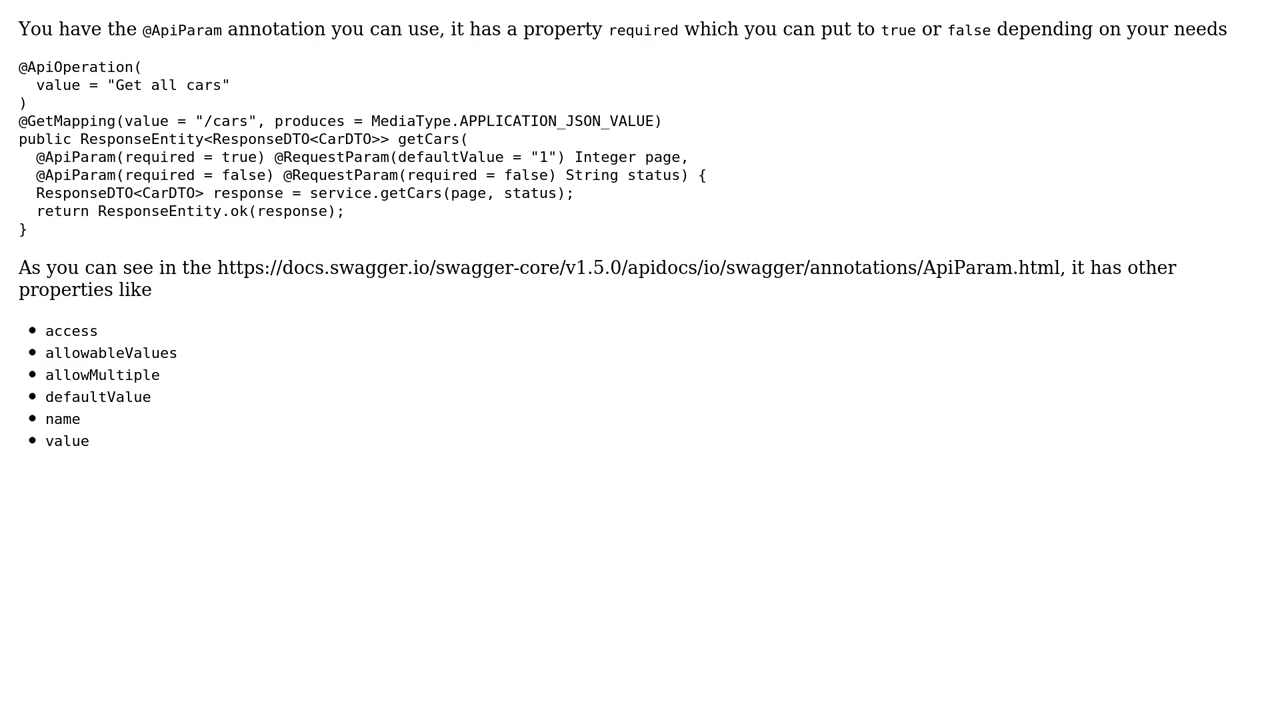 You have the @ApiParam annotation you can use, it has a property required which you can put to true or false depending on your needs
@ApiOperation(
  value = "Get all cars"
)
@GetMapping(value = "/cars", produces = MediaType.APPLICATION_JSON_VALUE)
public ResponseEntity<ResponseDTO<CarDTO>> getCars(
  @ApiParam(required = true) @RequestParam(defaultValue = "1") Integer page,
  @ApiParam(required = false) @RequestParam(required = false) String status) {
  ResponseDTO<CarDTO> response = service.getCars(page, status);
  return ResponseEntity.ok(response);
}
As you can see in the https://docs.swagger.io/swagger-core/v1.5.0/apidocs/io/swagger/annotations/ApiParam.html, it has other
properties like
• access
• allowableValues
• allowMultiple
• defaultValue
• name
• value